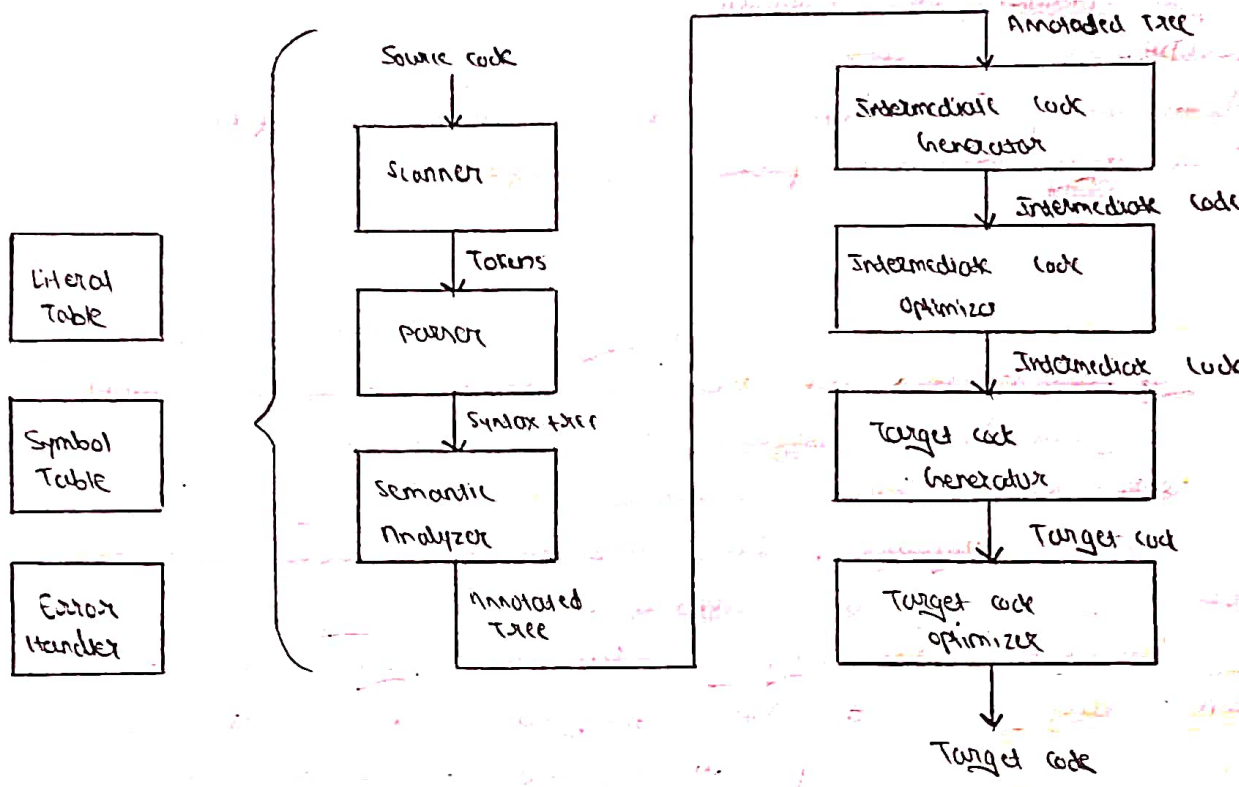 Source code
Scanner
Tokens
Parser
Syntax tree
Semantic
Analyzer
Annotated
Tree
Literal
Table
Symbol
Table
Error
Handler
Annotaded Tree
Intermediate code
Generator
Intermediate code
Intermediate code
Optimizer
Intermediate code
Target code
Generator
Target code
Target code
optimizer
Target code